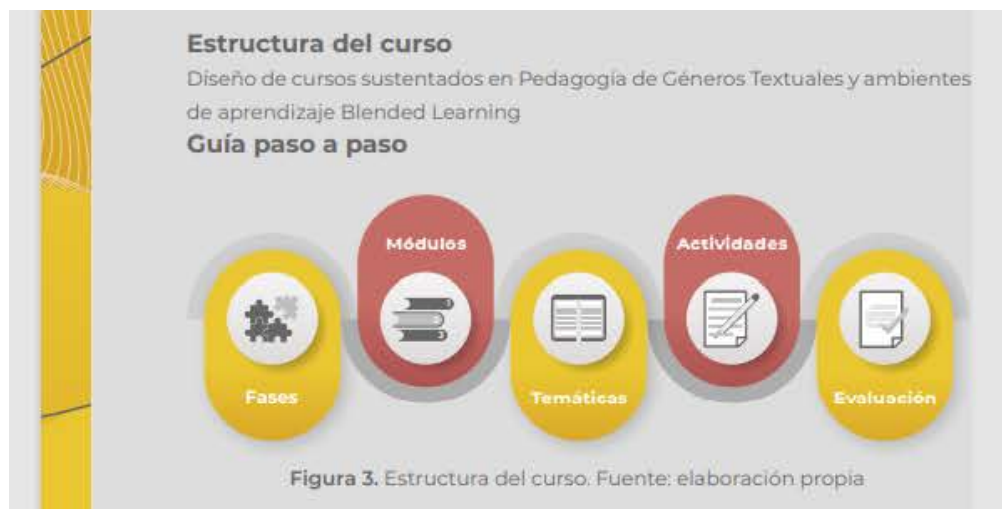 Estructura del curso
Diseño de cursos sustentados en Pedagogía de Géneros Textuales y ambientes
de aprendizaje Blended Learning
Guía paso a paso
Módulos
Actividades
Fases
Temáticas
Evaluación
Figura 3. Estructura del curso. Fuente: elaboración propia